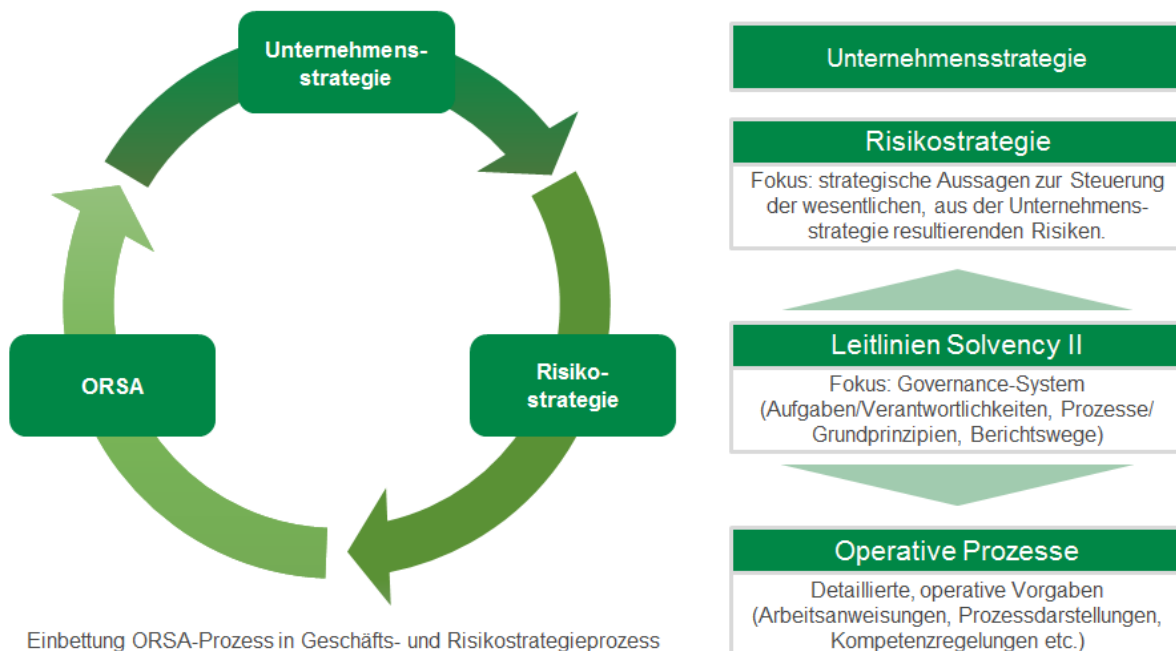 Unternehmens-
strategie
Risiko-
strategie
ORSA
Einbettung ORSA-Prozess in Geschäfts- und Risikostrategieprozess
Unternehmensstrategie
Risikostrategie
Fokus: strategische Aussagen zur Steuerung
der wesentlichen, aus der Unternehmens-
strategie resultierenden Risiken.
Leitlinien Solvency II
Fokus: Governance-System
(Aufgaben/Verantwortlichkeiten, Prozesse/
Grundprinzipien, Berichtswege)
Operative Prozesse
Detaillierte, operative Vorgaben
(Arbeitsanweisungen, Prozessdarstellungen,
Kompetenzregelungen etc.)